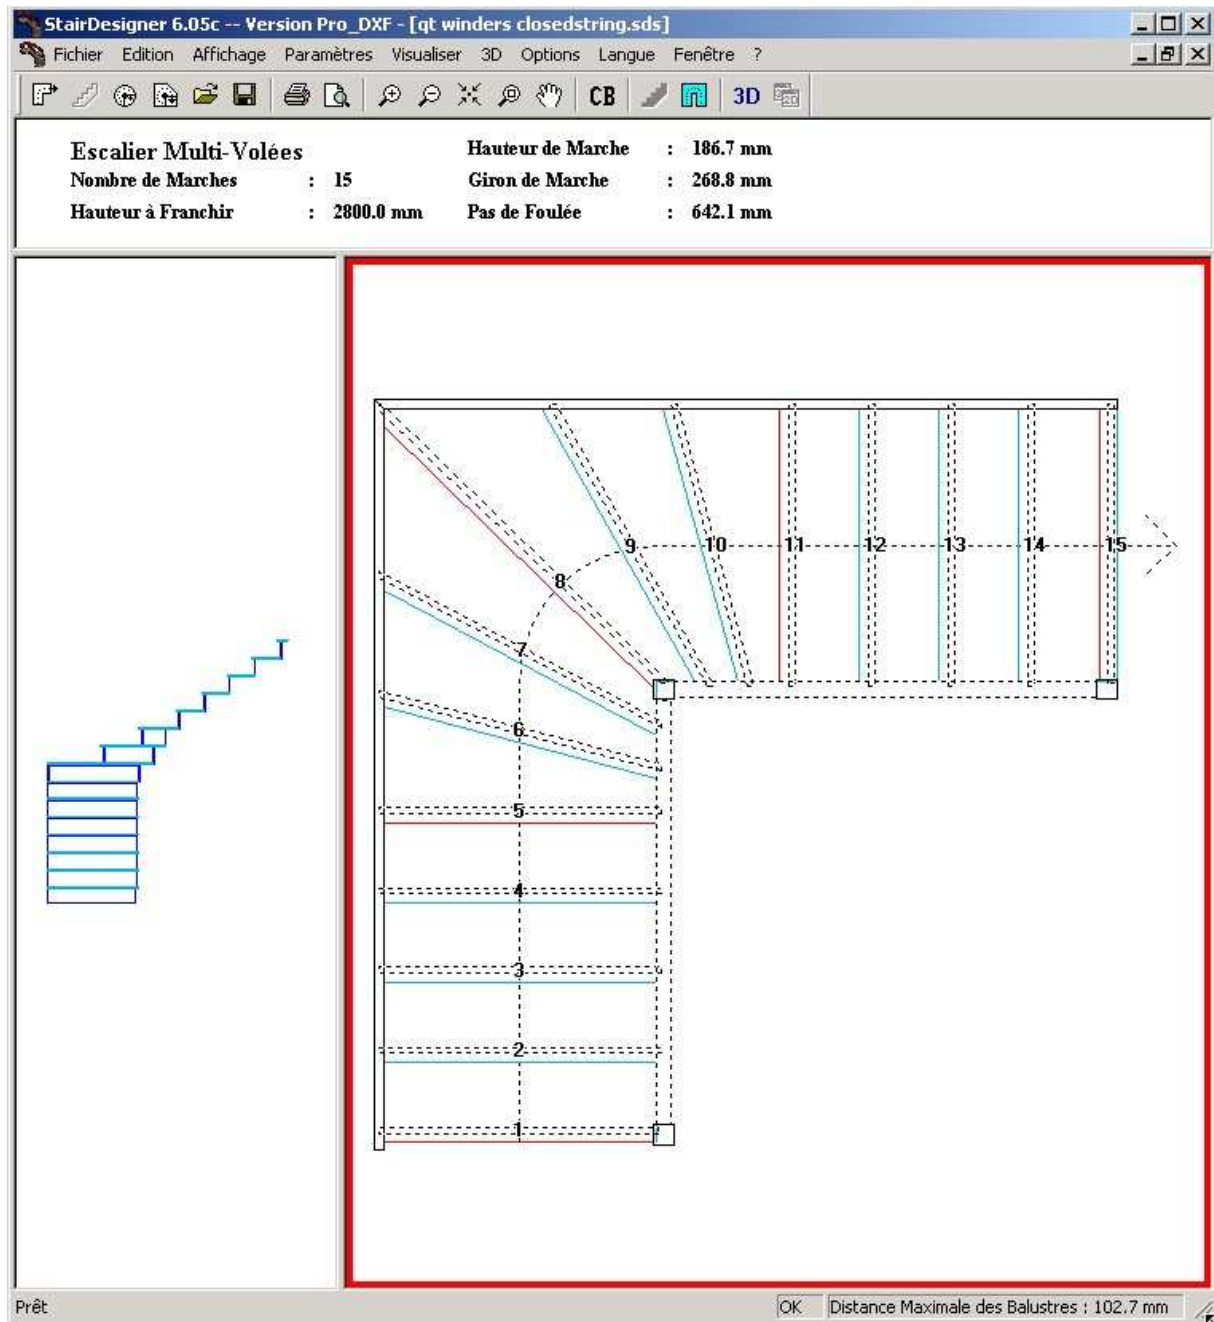 StairDesigner 6.05c -- Version Pro_DXF - [qt winders closedstring.sds]
Fichier Edition Affichage Paramètres Visualiser 3D Options Langue Fenêtre ?
CB 3D
Escalier Multi-Volées
Nombre de Marches : 15
Hauteur à Franchir : 2800.0 mm
Hauteur de Marche : 186.7 mm
Giron de Marche : 268.8 mm
Pas de Foulée : 642.1 mm
1
2
3
4
5
6
7
8
9
10
11
12
13
14
15
Prêt
OK
Distance Maximale des Balustres : 102.7 mm